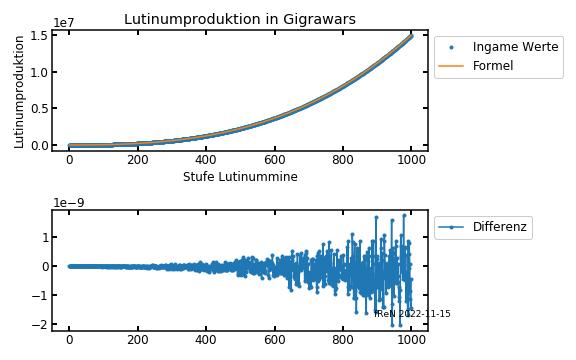 Lutinumproduktion in Gigrawars
1e7
1.5
1.0
0.5
0.0
Lutinumproduktion
0 200 400 600 800 1000
Stufe Lutinummine
Ingame Werte
Formel
1e−9
1
0
−1
−2
0 200 400 600 800 1000
Differenz
fReN 2022-11-15